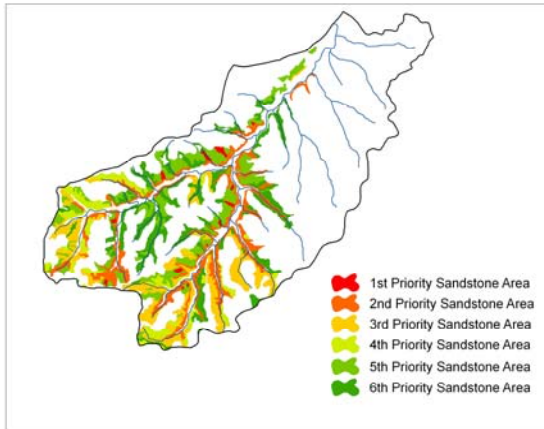 1st Priority Sandstone Area
2nd Priority Sandstone Area
3rd Priority Sandstone Area
4th Priority Sandstone Area
5th Priority Sandstone Area
6th Priority Sandstone Area